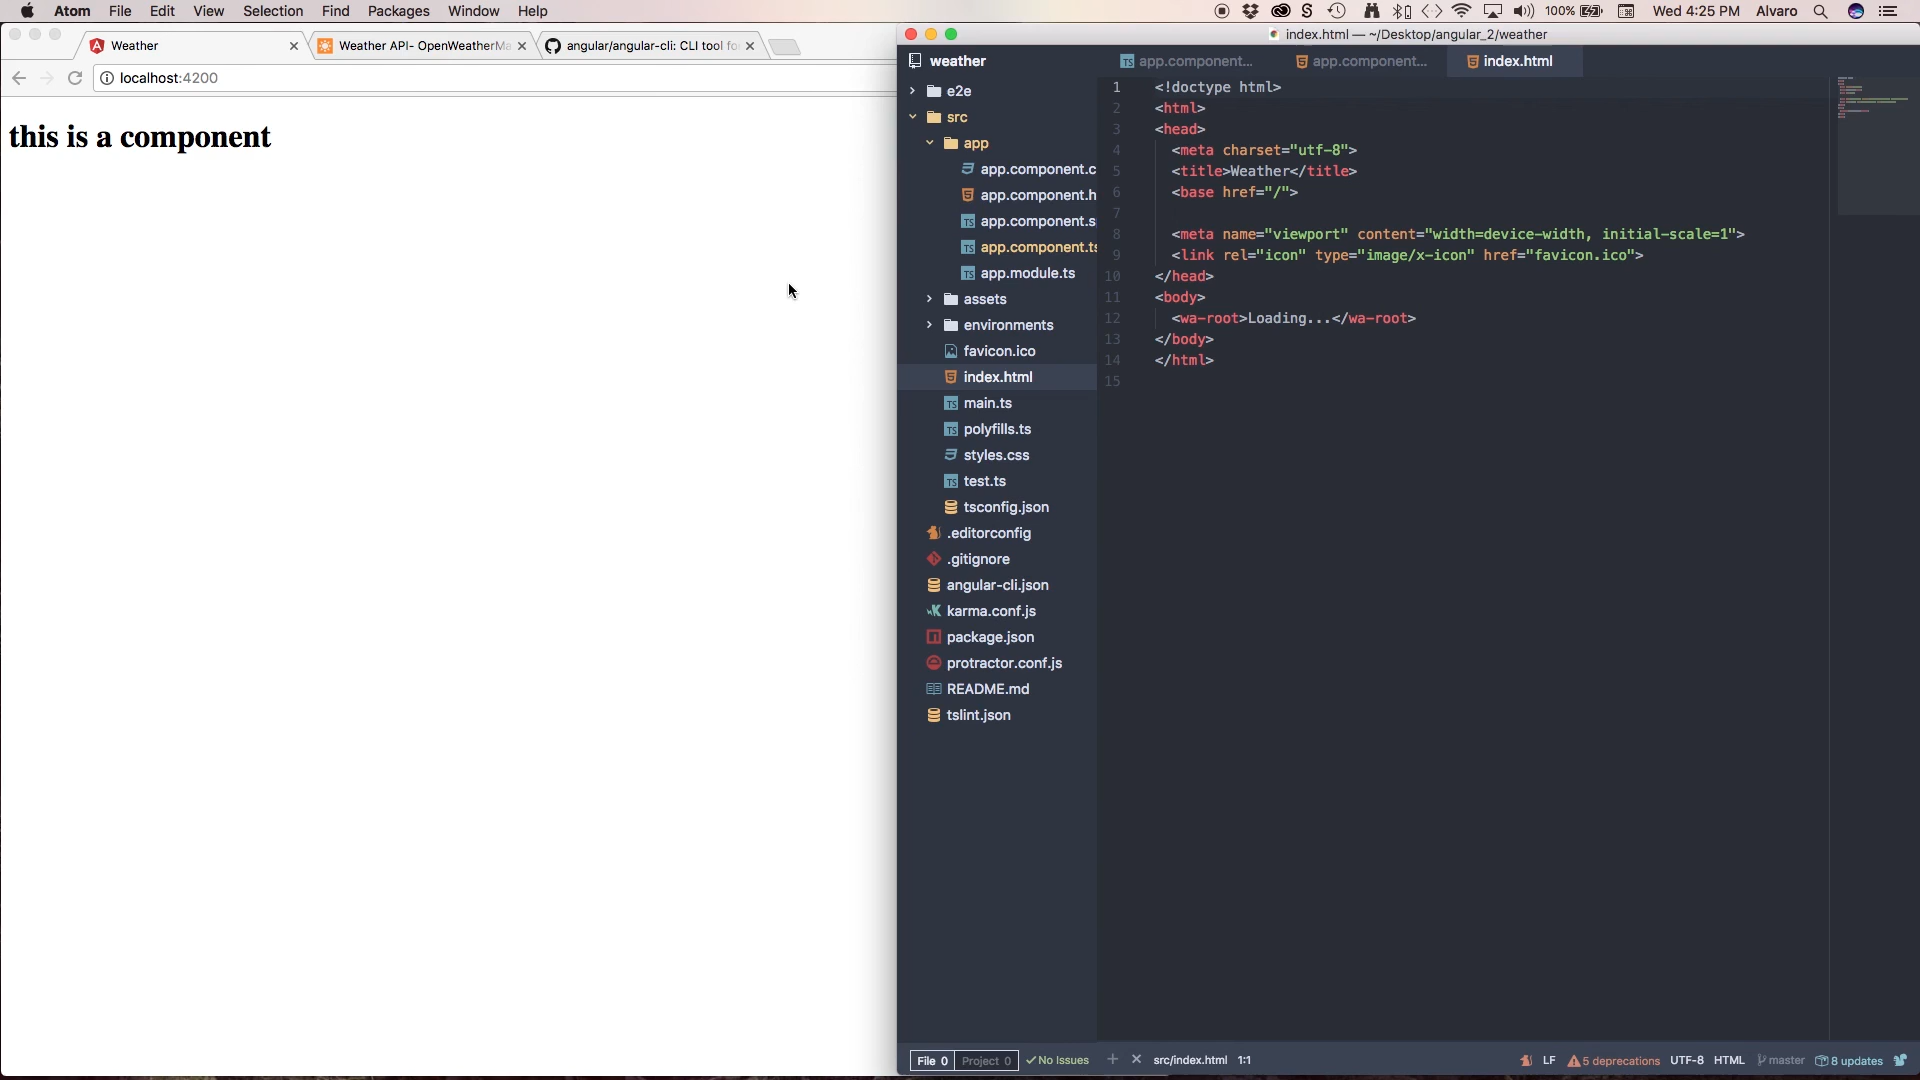 Atom File Edit View Selection Find Packages Window Help
100% Wed 4:25 PM Alvaro
Weather
Weather API- OpenWeatherMa
angular/angular-cli: CLI tool fo
localhost:4200
this is a component
index.html — ~/Desktop/angular_2/weather
weather
e2e
src
app
app.component.c
app.component.h
app.component.s
app.component.ts
app.module.ts
assets
environments
favicon.ico
index.html
main.ts
polyfills.ts
styles.css
test.ts
tsconfig.json
.editorconfig
.gitignore
angular-cli.json
karma.conf.js
package.json
protractor.conf.js
README.md
tslint.json
app.component... app.component... index.html
1 <!doctype html>
2 <html>
3 <head>
4 <meta charset="utf-8">
5 <title>Weather</title>
6 <base href="/">
7
8 <meta name="viewport" content="width=device-width, initial-scale=1">
9 <link rel="icon" type="image/x-icon" href="favicon.ico">
10 </head>
11 <body>
12 <wa-root>Loading...</wa-root>
13 </body>
14 </html>
15
File 0 Project 0 No Issues src/index.html 1:1 LF 5 deprecations UTF-8 HTML master 8 updates